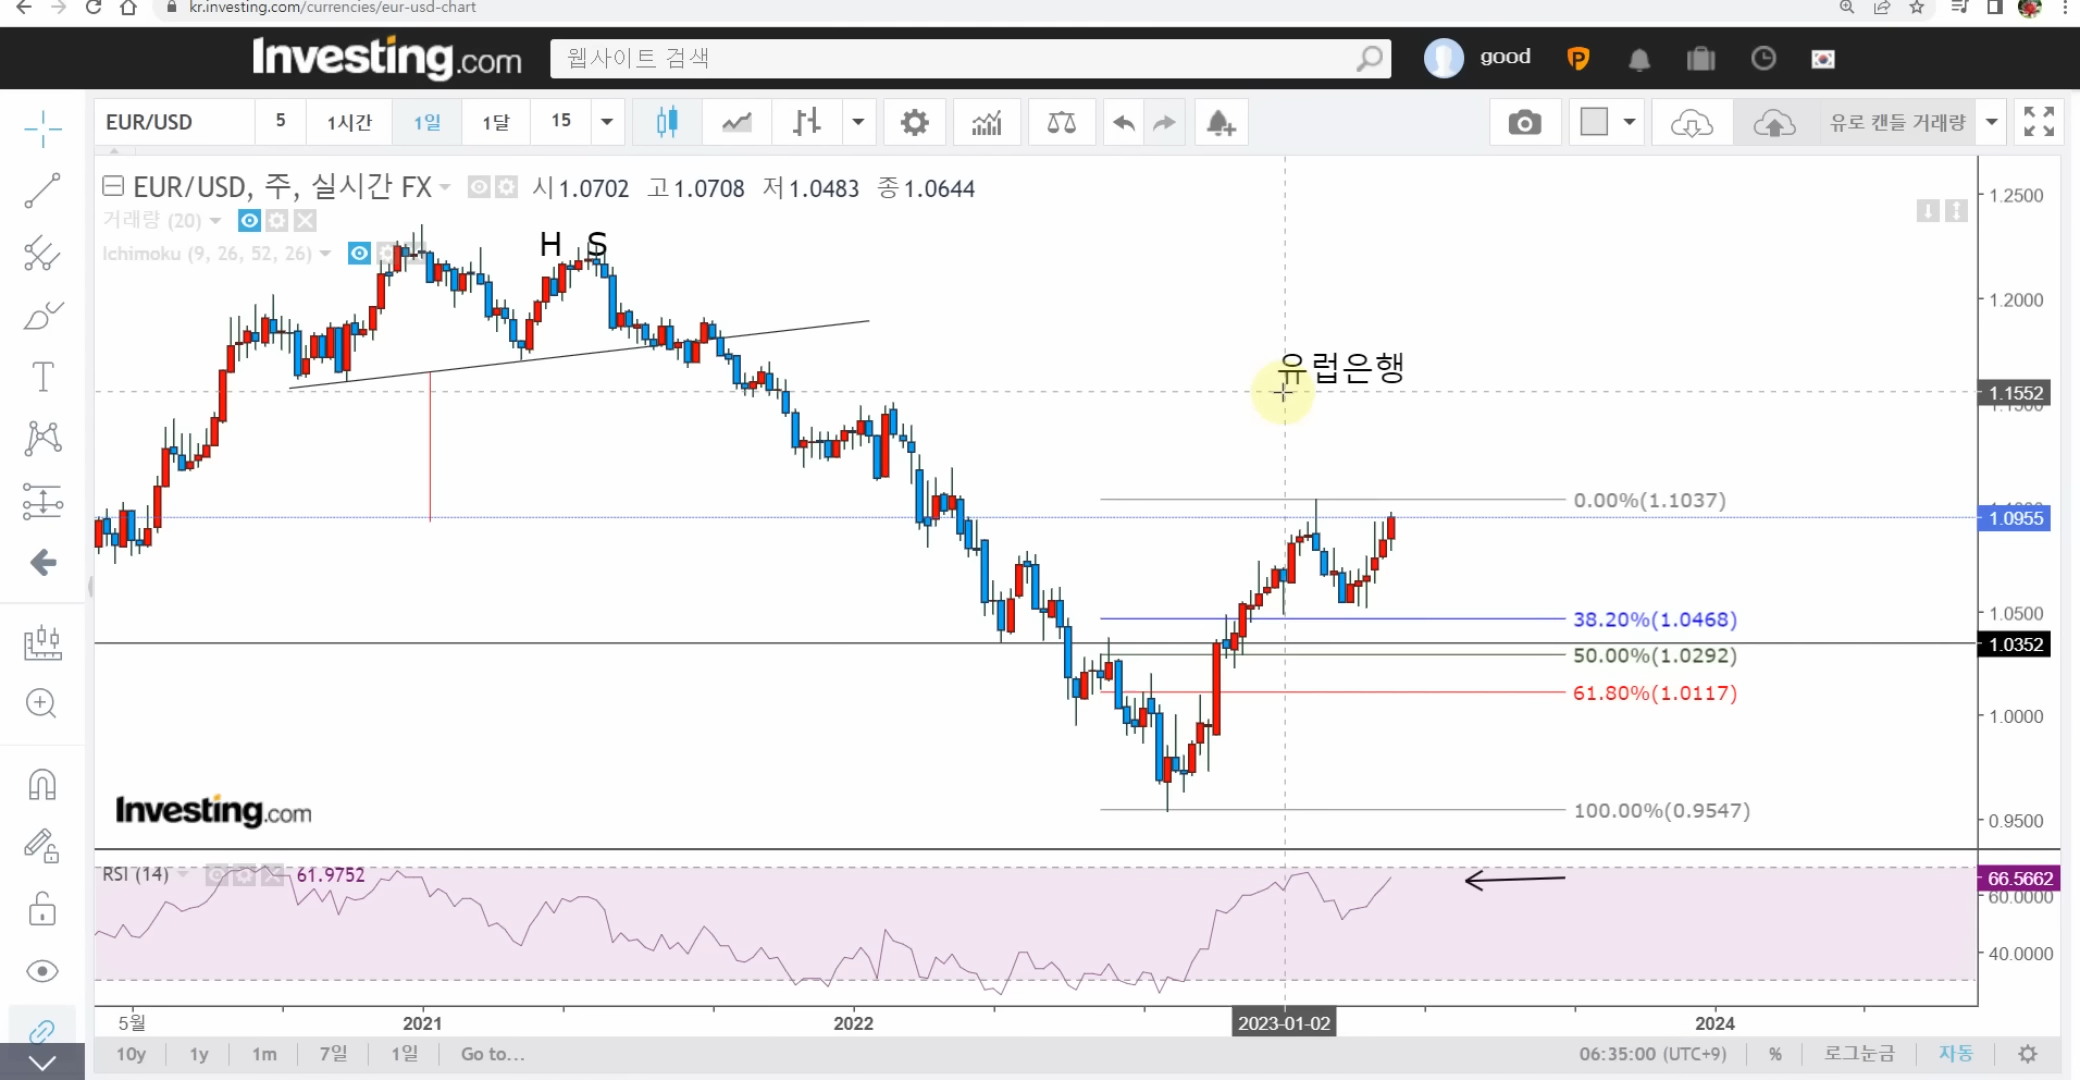 kr.investing.com/currencies/eur-usd-chart
Investing.com 웹사이트 검색 good
EUR/USD 5 1시간 1일 1달 15 유로 캔들 거래량
EUR/USD, 주, 실시간 FX 시1.0702 고1.0708 저1.0483 종1.0644
거래량 (20)
Ichimoku (9, 26, 52, 26)
H S
유럽은행
1.2500
1.2000
1.1552
0.00%(1.1037)
1.0955
1.0500
38.20%(1.0468)
1.0352
50.00%(1.0292)
61.80%(1.0117)
1.0000
100.00%(0.9547)
0.9500
Investing.com
RSI (14) 61.9752
66.5662
60.0000
40.0000
5월 2021 2022 2023-01-02 2024
10y 1y 1m 7일 1일 Go to... 06:35:00 (UTC+9) % 로그눈금 자동